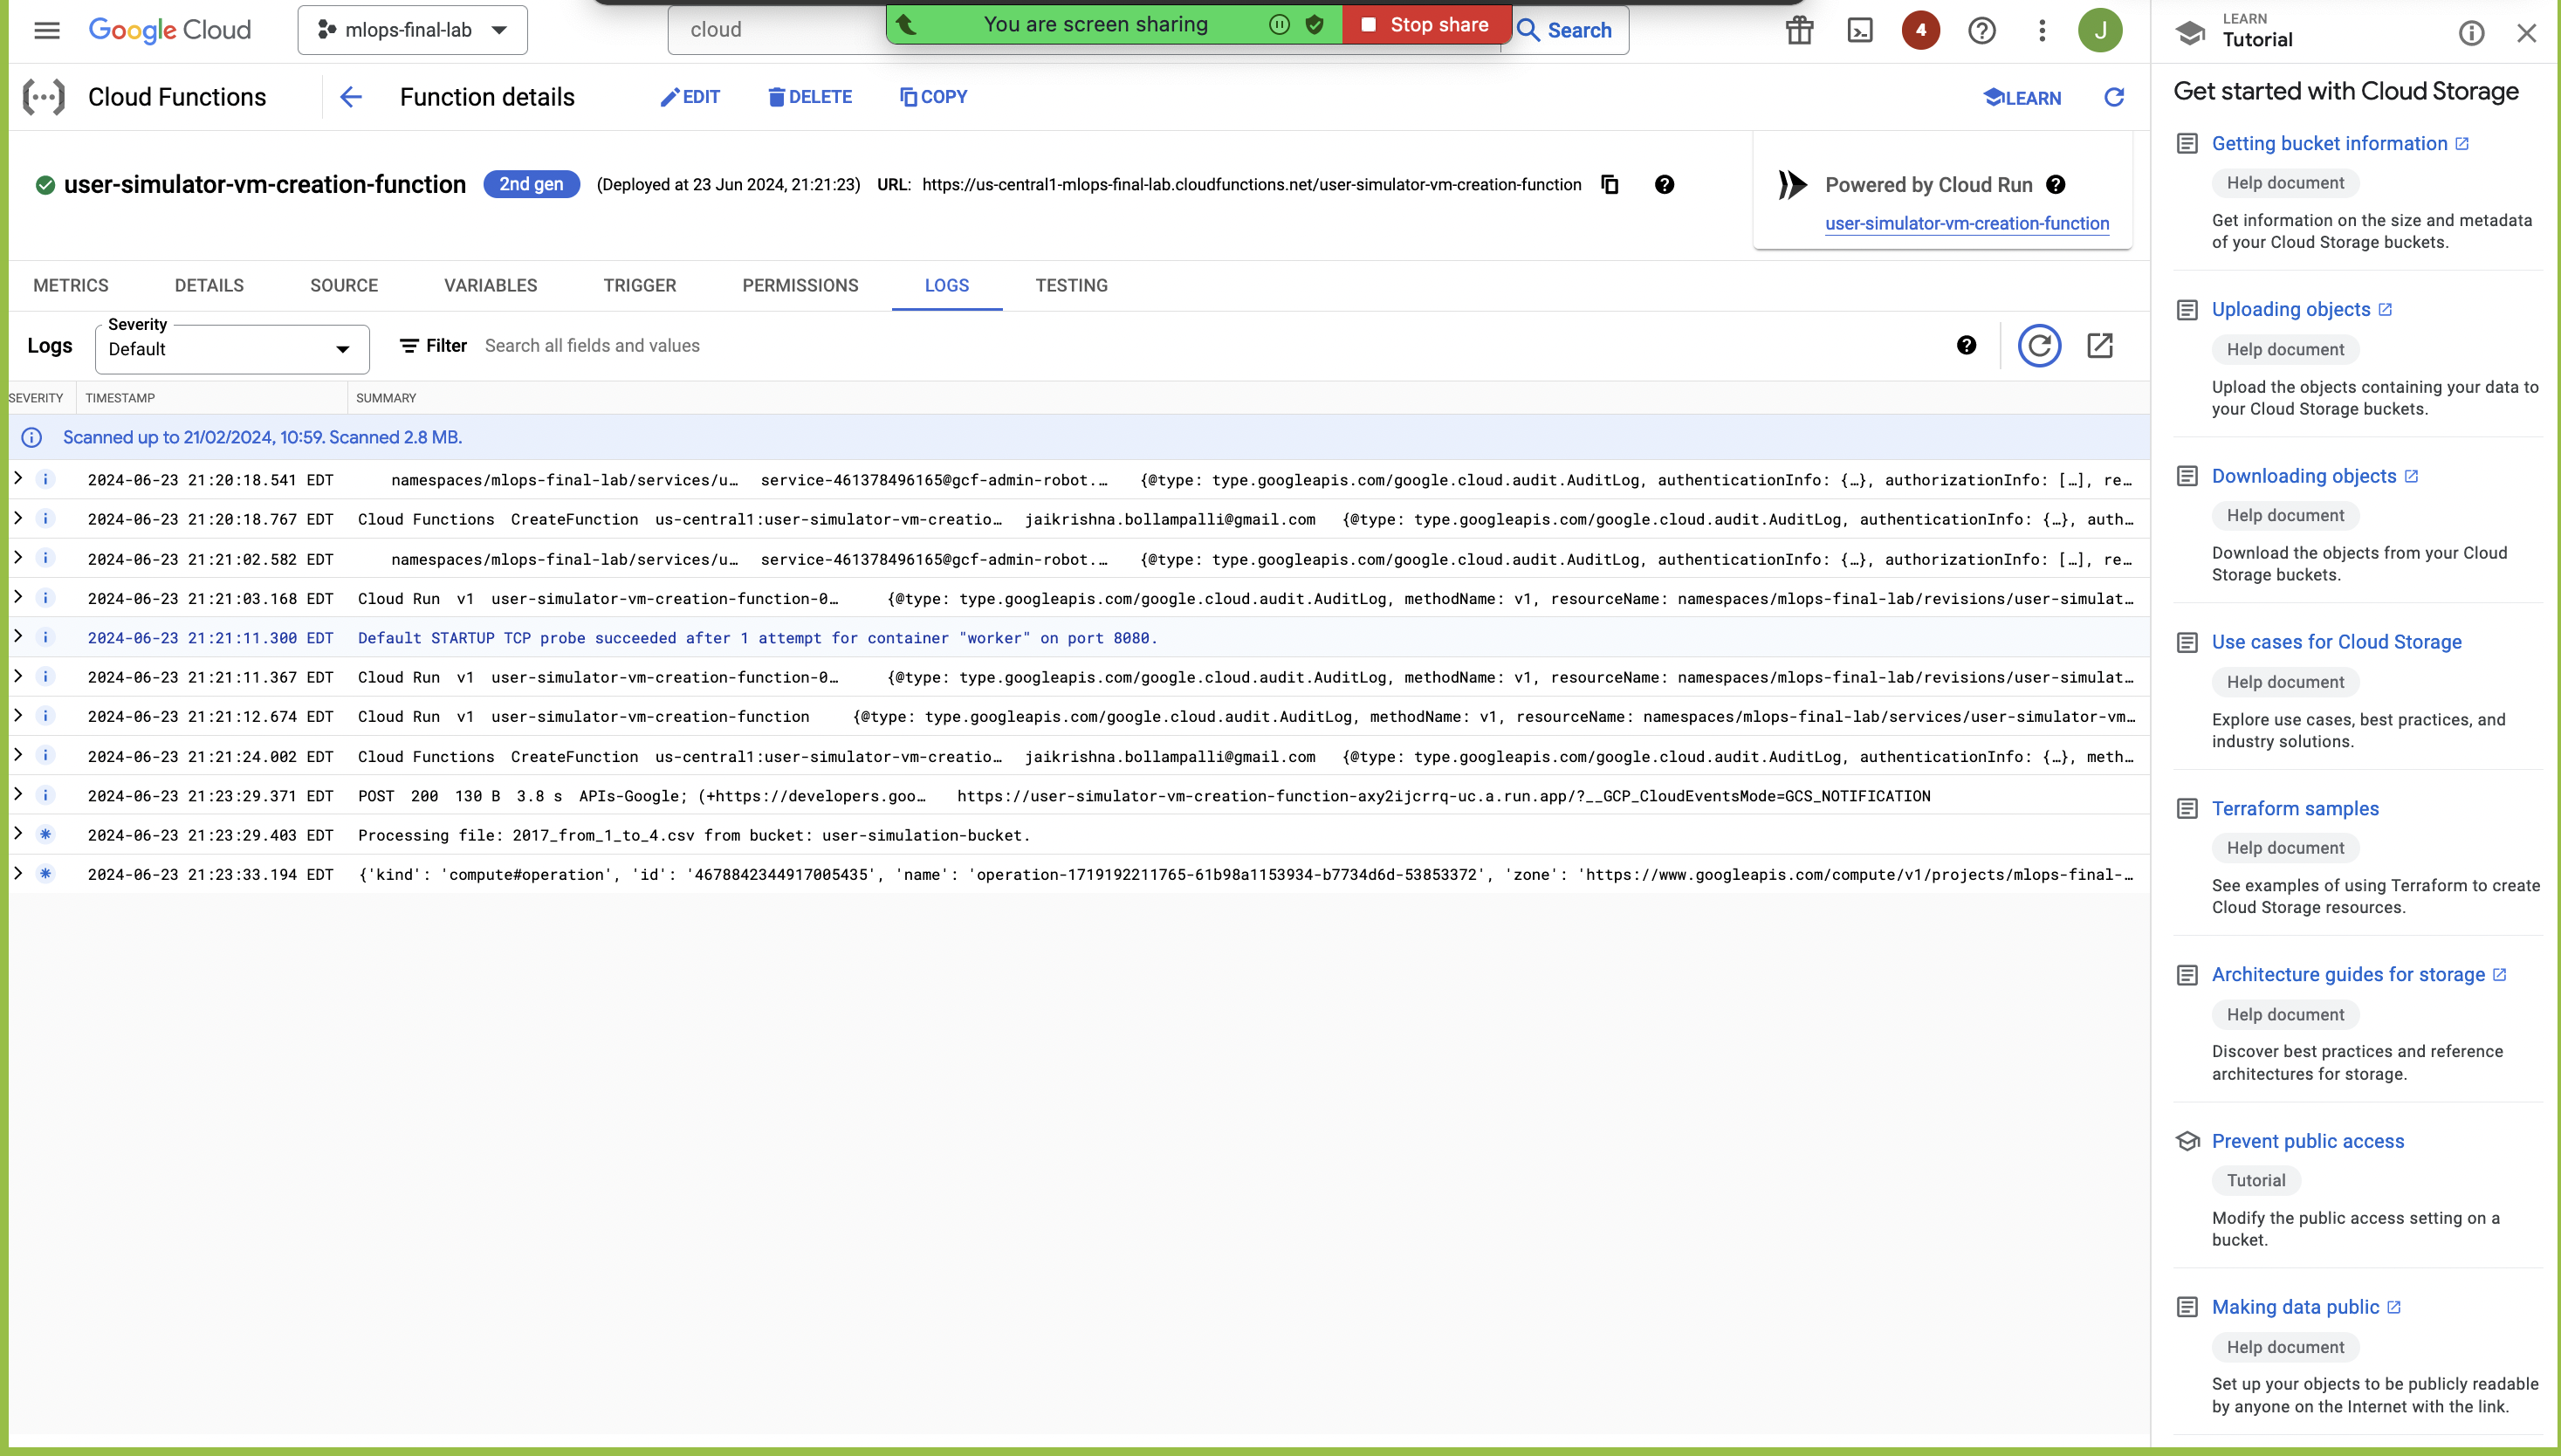 Google Cloud
mlops-final-lab
cloud
You are screen sharing
Stop share
Search
4
J
Cloud Functions
Function details
EDIT
DELETE
COPY
LEARN
user-simulator-vm-creation-function
2nd gen
(Deployed at 23 Jun 2024, 21:21:23)
URL: https://us-central1-mlops-final-lab.cloudfunctions.net/user-simulator-vm-creation-function
Powered by Cloud Run
user-simulator-vm-creation-function
METRICS
DETAILS
SOURCE
VARIABLES
TRIGGER
PERMISSIONS
LOGS
TESTING
Logs
Severity
Default
Filter
Search all fields and values
SEVERITY
TIMESTAMP
SUMMARY
Scanned up to 21/02/2024, 10:59. Scanned 2.8 MB.
2024-06-23 21:20:18.541 EDT namespaces/mlops-final-lab/services/u… service-461378496165@gcf-admin-robot.… {@type: type.googleapis.com/google.cloud.audit.AuditLog, authenticationInfo: {…}, authorizationInfo: […], re…
2024-06-23 21:20:18.767 EDT Cloud Functions CreateFunction us-central1:user-simulator-vm-creatio… jaikrishna.bollampalli@gmail.com {@type: type.googleapis.com/google.cloud.audit.AuditLog, authenticationInfo: {…}, auth…
2024-06-23 21:21:02.582 EDT namespaces/mlops-final-lab/services/u… service-461378496165@gcf-admin-robot.… {@type: type.googleapis.com/google.cloud.audit.AuditLog, authenticationInfo: {…}, authorizationInfo: […], re…
2024-06-23 21:21:03.168 EDT Cloud Run v1 user-simulator-vm-creation-function-0… {@type: type.googleapis.com/google.cloud.audit.AuditLog, methodName: v1, resourceName: namespaces/mlops-final-lab/revisions/user-simulat…
2024-06-23 21:21:11.300 EDT Default STARTUP TCP probe succeeded after 1 attempt for container "worker" on port 8080.
2024-06-23 21:21:11.367 EDT Cloud Run v1 user-simulator-vm-creation-function-0… {@type: type.googleapis.com/google.cloud.audit.AuditLog, methodName: v1, resourceName: namespaces/mlops-final-lab/revisions/user-simulat…
2024-06-23 21:21:12.674 EDT Cloud Run v1 user-simulator-vm-creation-function {@type: type.googleapis.com/google.cloud.audit.AuditLog, methodName: v1, resourceName: namespaces/mlops-final-lab/services/user-simulator-vm…
2024-06-23 21:21:24.002 EDT Cloud Functions CreateFunction us-central1:user-simulator-vm-creatio… jaikrishna.bollampalli@gmail.com {@type: type.googleapis.com/google.cloud.audit.AuditLog, authenticationInfo: {…}, meth…
2024-06-23 21:23:29.371 EDT POST 200 130 B 3.8 s APIs-Google; (+https://developers.goo… https://user-simulator-vm-creation-function-axy2ijcrrq-uc.a.run.app/?__GCP_CloudEventsMode=GCS_NOTIFICATION
2024-06-23 21:23:29.403 EDT Processing file: 2017_from_1_to_4.csv from bucket: user-simulation-bucket.
2024-06-23 21:23:33.194 EDT {'kind': 'compute#operation', 'id': '4678842344917005435', 'name': 'operation-1719192211765-61b98a1153934-b7734d6d-53853372', 'zone': 'https://www.googleapis.com/compute/v1/projects/mlops-final-…
LEARN
Tutorial
Get started with Cloud Storage
Getting bucket information
Help document
Get information on the size and metadata
of your Cloud Storage buckets.
Uploading objects
Help document
Upload the objects containing your data to
your Cloud Storage buckets.
Downloading objects
Help document
Download the objects from your Cloud
Storage buckets.
Use cases for Cloud Storage
Help document
Explore use cases, best practices, and
industry solutions.
Terraform samples
Help document
See examples of using Terraform to create
Cloud Storage resources.
Architecture guides for storage
Help document
Discover best practices and reference
architectures for storage.
Prevent public access
Tutorial
Modify the public access setting on a
bucket.
Making data public
Help document
Set up your objects to be publicly readable
by anyone on the Internet with the link.